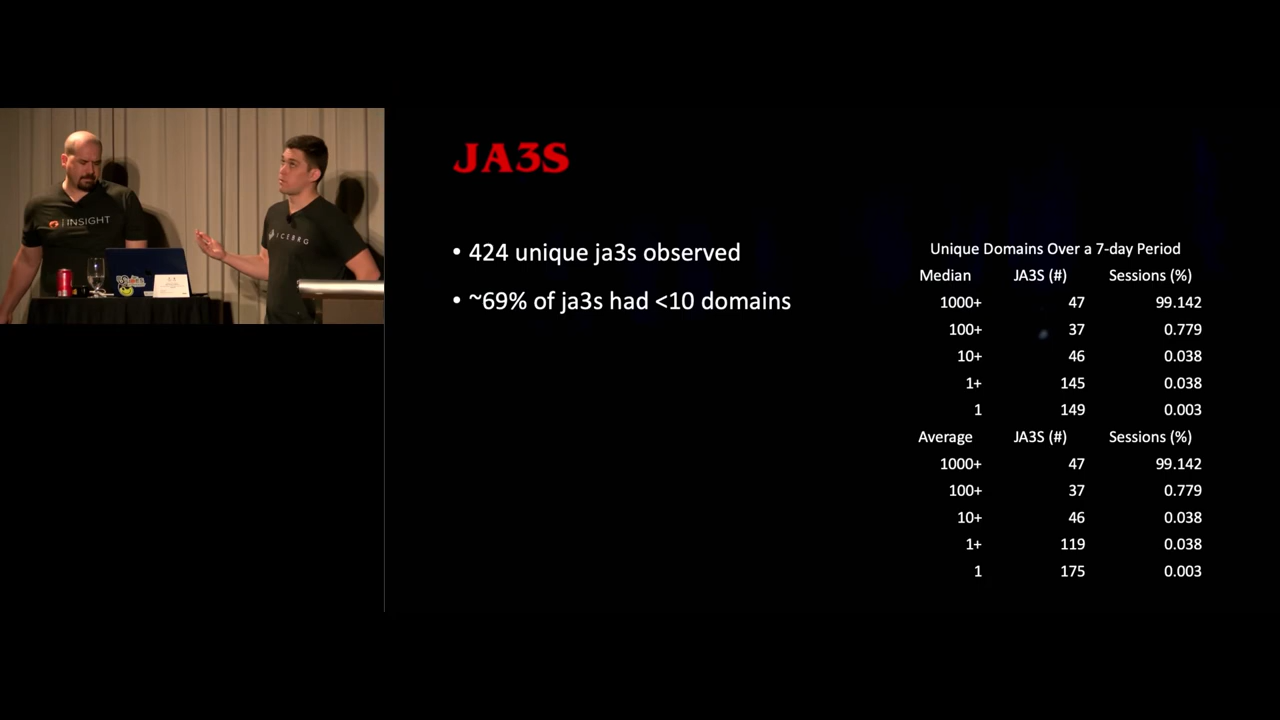 JA3S
• 424 unique ja3s observed
• ~69% of ja3s had <10 domains
Unique Domains Over a 7-day Period
Median JA3S (#) Sessions (%)
1000+ 47 99.142
100+ 37 0.779
10+ 46 0.038
1+ 145 0.038
1 149 0.003
Average JA3S (#) Sessions (%)
1000+ 47 99.142
100+ 37 0.779
10+ 46 0.038
1+ 119 0.038
1 175 0.003
INSIGHT
ICEBRG